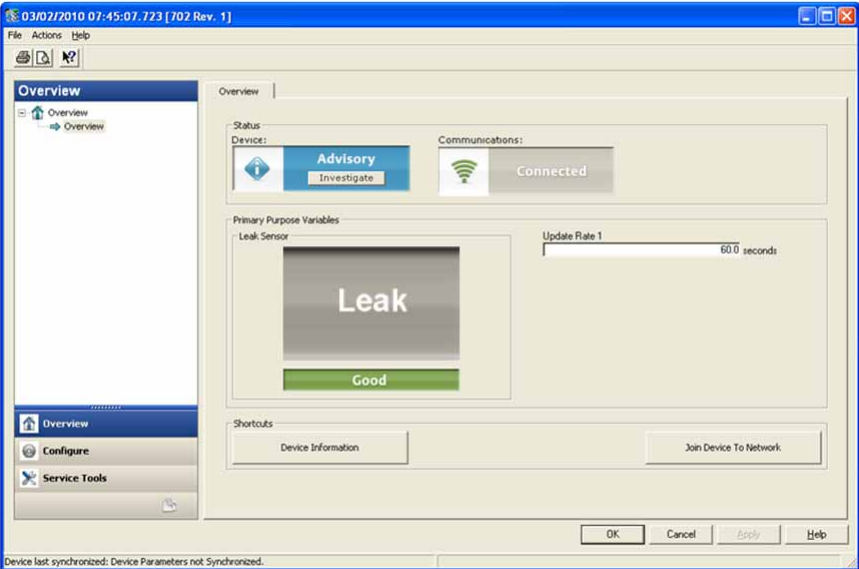 03/02/2010 07:45:07.723 [702 Rev. 1]
File Actions Help
Overview
Overview
Overview
Overview
Status
Device:
Communications:
Advisory
Investigate
Connected
Primary Purpose Variables
Leak Sensor
Update Rate 1
60.0 seconds
Leak
Good
Overview
Configure
Service Tools
Shortcuts
Device Information
Join Device To Network
OK Cancel Apply Help
Device last synchronized: Device Parameters not Synchronized.